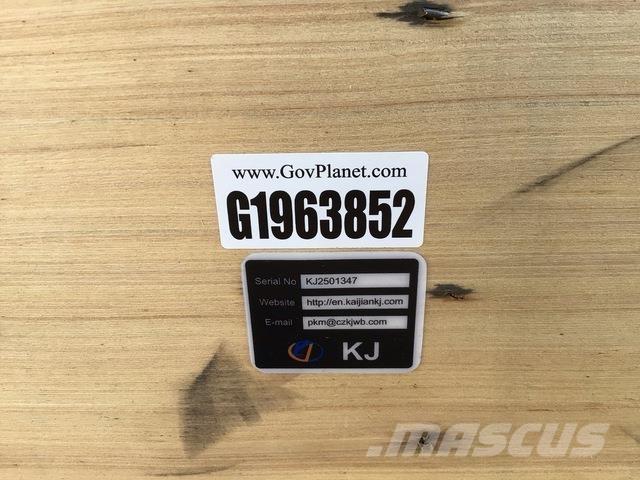 www.GovPlanet.com
G1963852
Serial No KJ2501347
Website http://en.kaijiankj.com
E-mail pkm@czkjwb.com
KJ
MASCUS